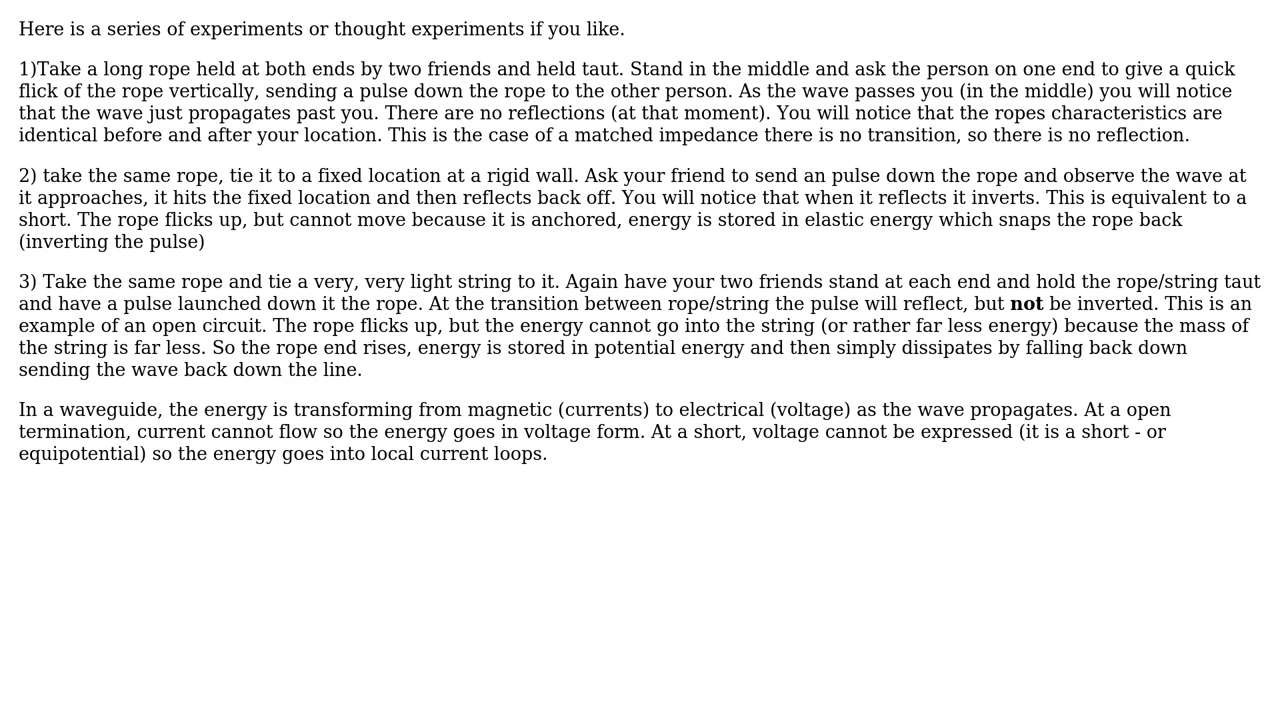 Here is a series of experiments or thought experiments if you like.
1)Take a long rope held at both ends by two friends and held taut. Stand in the middle and ask the person on one end to give a quick
flick of the rope vertically, sending a pulse down the rope to the other person. As the wave passes you (in the middle) you will notice
that the wave just propagates past you. There are no reflections (at that moment). You will notice that the ropes characteristics are
identical before and after your location. This is the case of a matched impedance there is no transition, so there is no reflection.
2) take the same rope, tie it to a fixed location at a rigid wall. Ask your friend to send an pulse down the rope and observe the wave at
it approaches, it hits the fixed location and then reflects back off. You will notice that when it reflects it inverts. This is equivalent to a
short. The rope flicks up, but cannot move because it is anchored, energy is stored in elastic energy which snaps the rope back
(inverting the pulse)
3) Take the same rope and tie a very, very light string to it. Again have your two friends stand at each end and hold the rope/string taut
and have a pulse launched down it the rope. At the transition between rope/string the pulse will reflect, but not be inverted. This is an
example of an open circuit. The rope flicks up, but the energy cannot go into the string (or rather far less energy) because the mass of
the string is far less. So the rope end rises, energy is stored in potential energy and then simply dissipates by falling back down
sending the wave back down the line.
In a waveguide, the energy is transforming from magnetic (currents) to electrical (voltage) as the wave propagates. At a open
termination, current cannot flow so the energy goes in voltage form. At a short, voltage cannot be expressed (it is a short - or
equipotential) so the energy goes into local current loops.